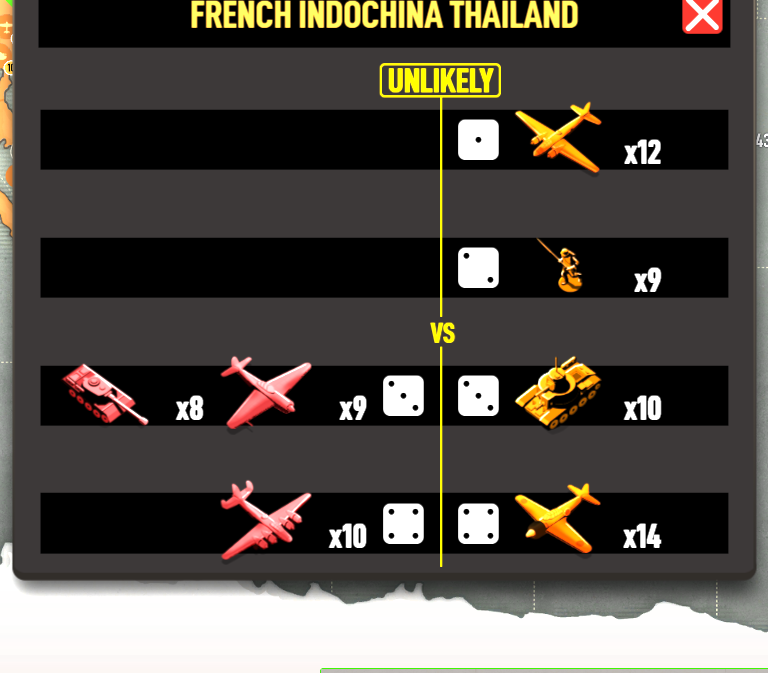 FRENCH INDOCHINA THAILAND
UNLIKELY
x12
x9
VS
x8 x9 x10
x10 x14